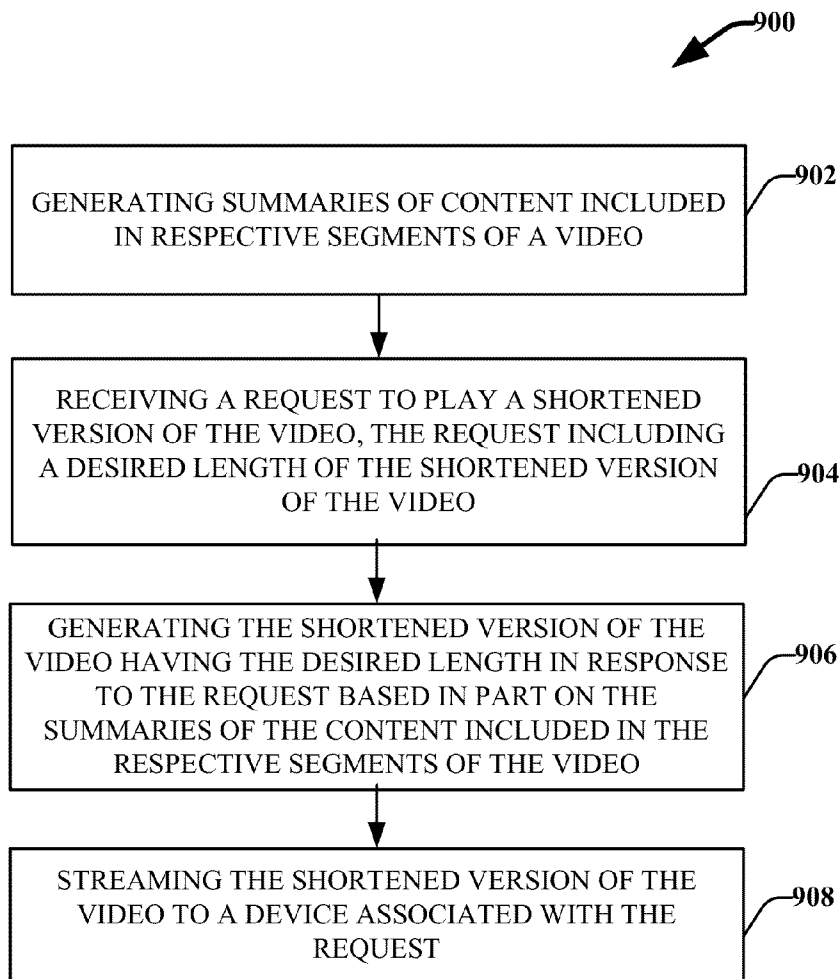 900
GENERATING SUMMARIES OF CONTENT INCLUDED
IN RESPECTIVE SEGMENTS OF A VIDEO
902
RECEIVING A REQUEST TO PLAY A SHORTENED
VERSION OF THE VIDEO, THE REQUEST INCLUDING
A DESIRED LENGTH OF THE SHORTENED VERSION
OF THE VIDEO
904
GENERATING THE SHORTENED VERSION OF THE
VIDEO HAVING THE DESIRED LENGTH IN RESPONSE
TO THE REQUEST BASED IN PART ON THE
SUMMARIES OF THE CONTENT INCLUDED IN THE
RESPECTIVE SEGMENTS OF THE VIDEO
906
STREAMING THE SHORTENED VERSION OF THE
VIDEO TO A DEVICE ASSOCIATED WITH THE
REQUEST
908